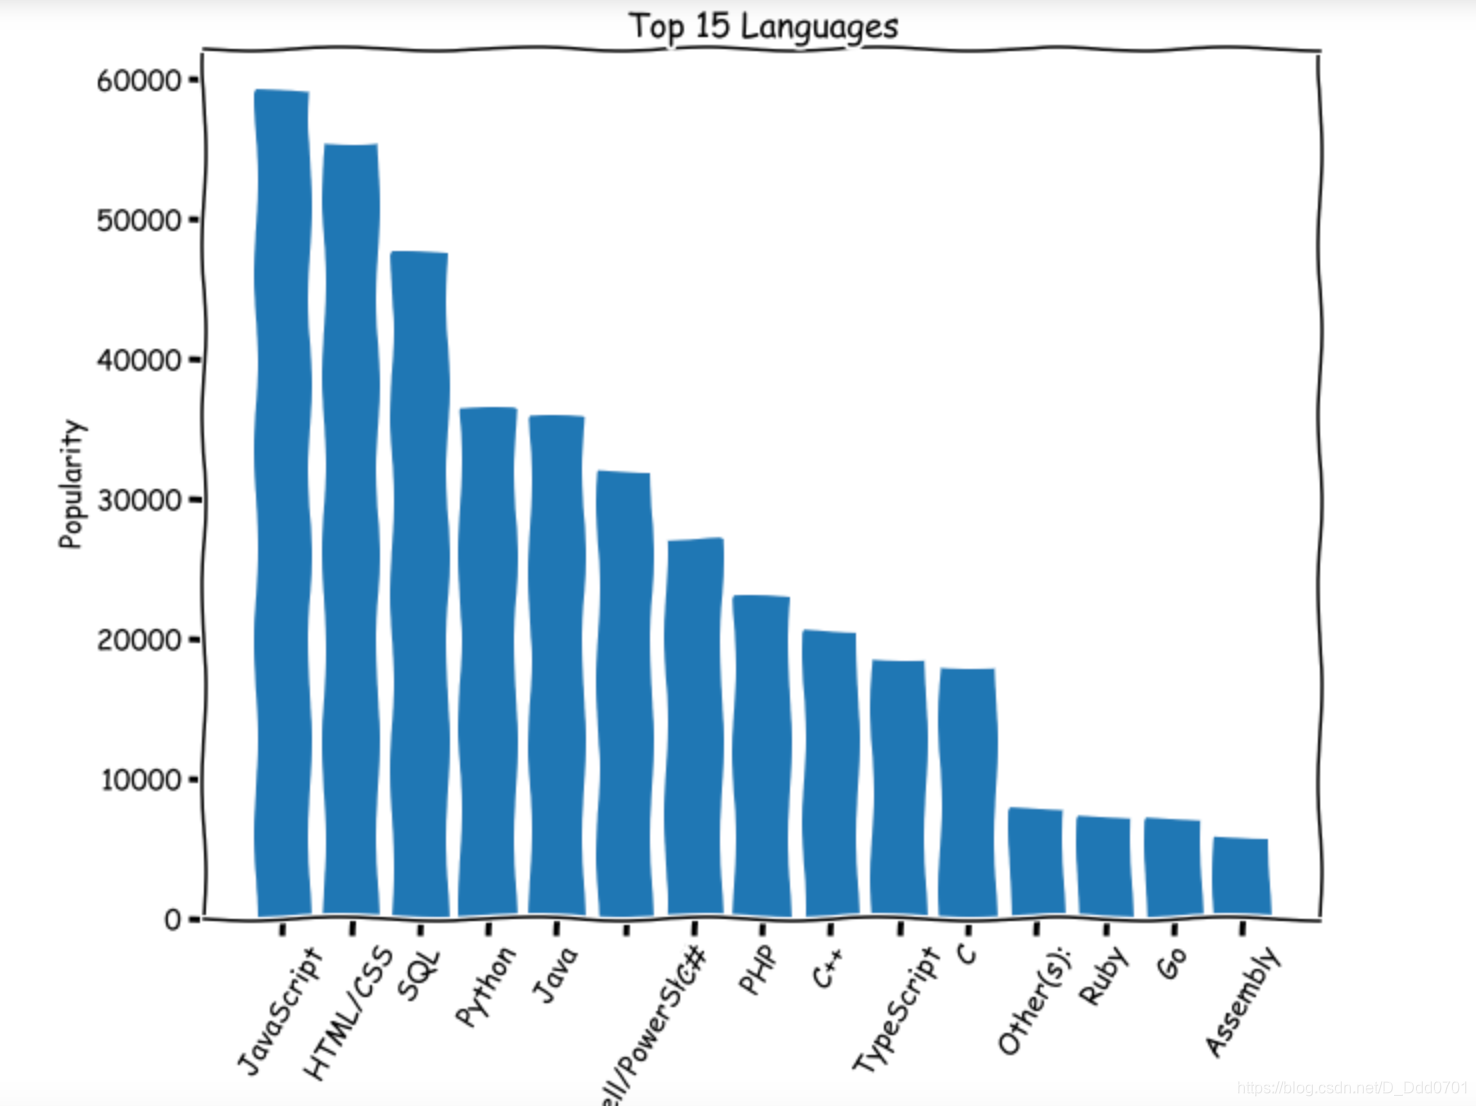 Top 15 Languages
60000
50000
40000
30000
20000
10000
0
Popularity
JavaScript
HTML/CSS
SQL
Python
Java
C#
PHP
C++
TypeScript
C
Other(s):
Ruby
Go
Assembly
https://blog.csdn.net/D_Ddd0701